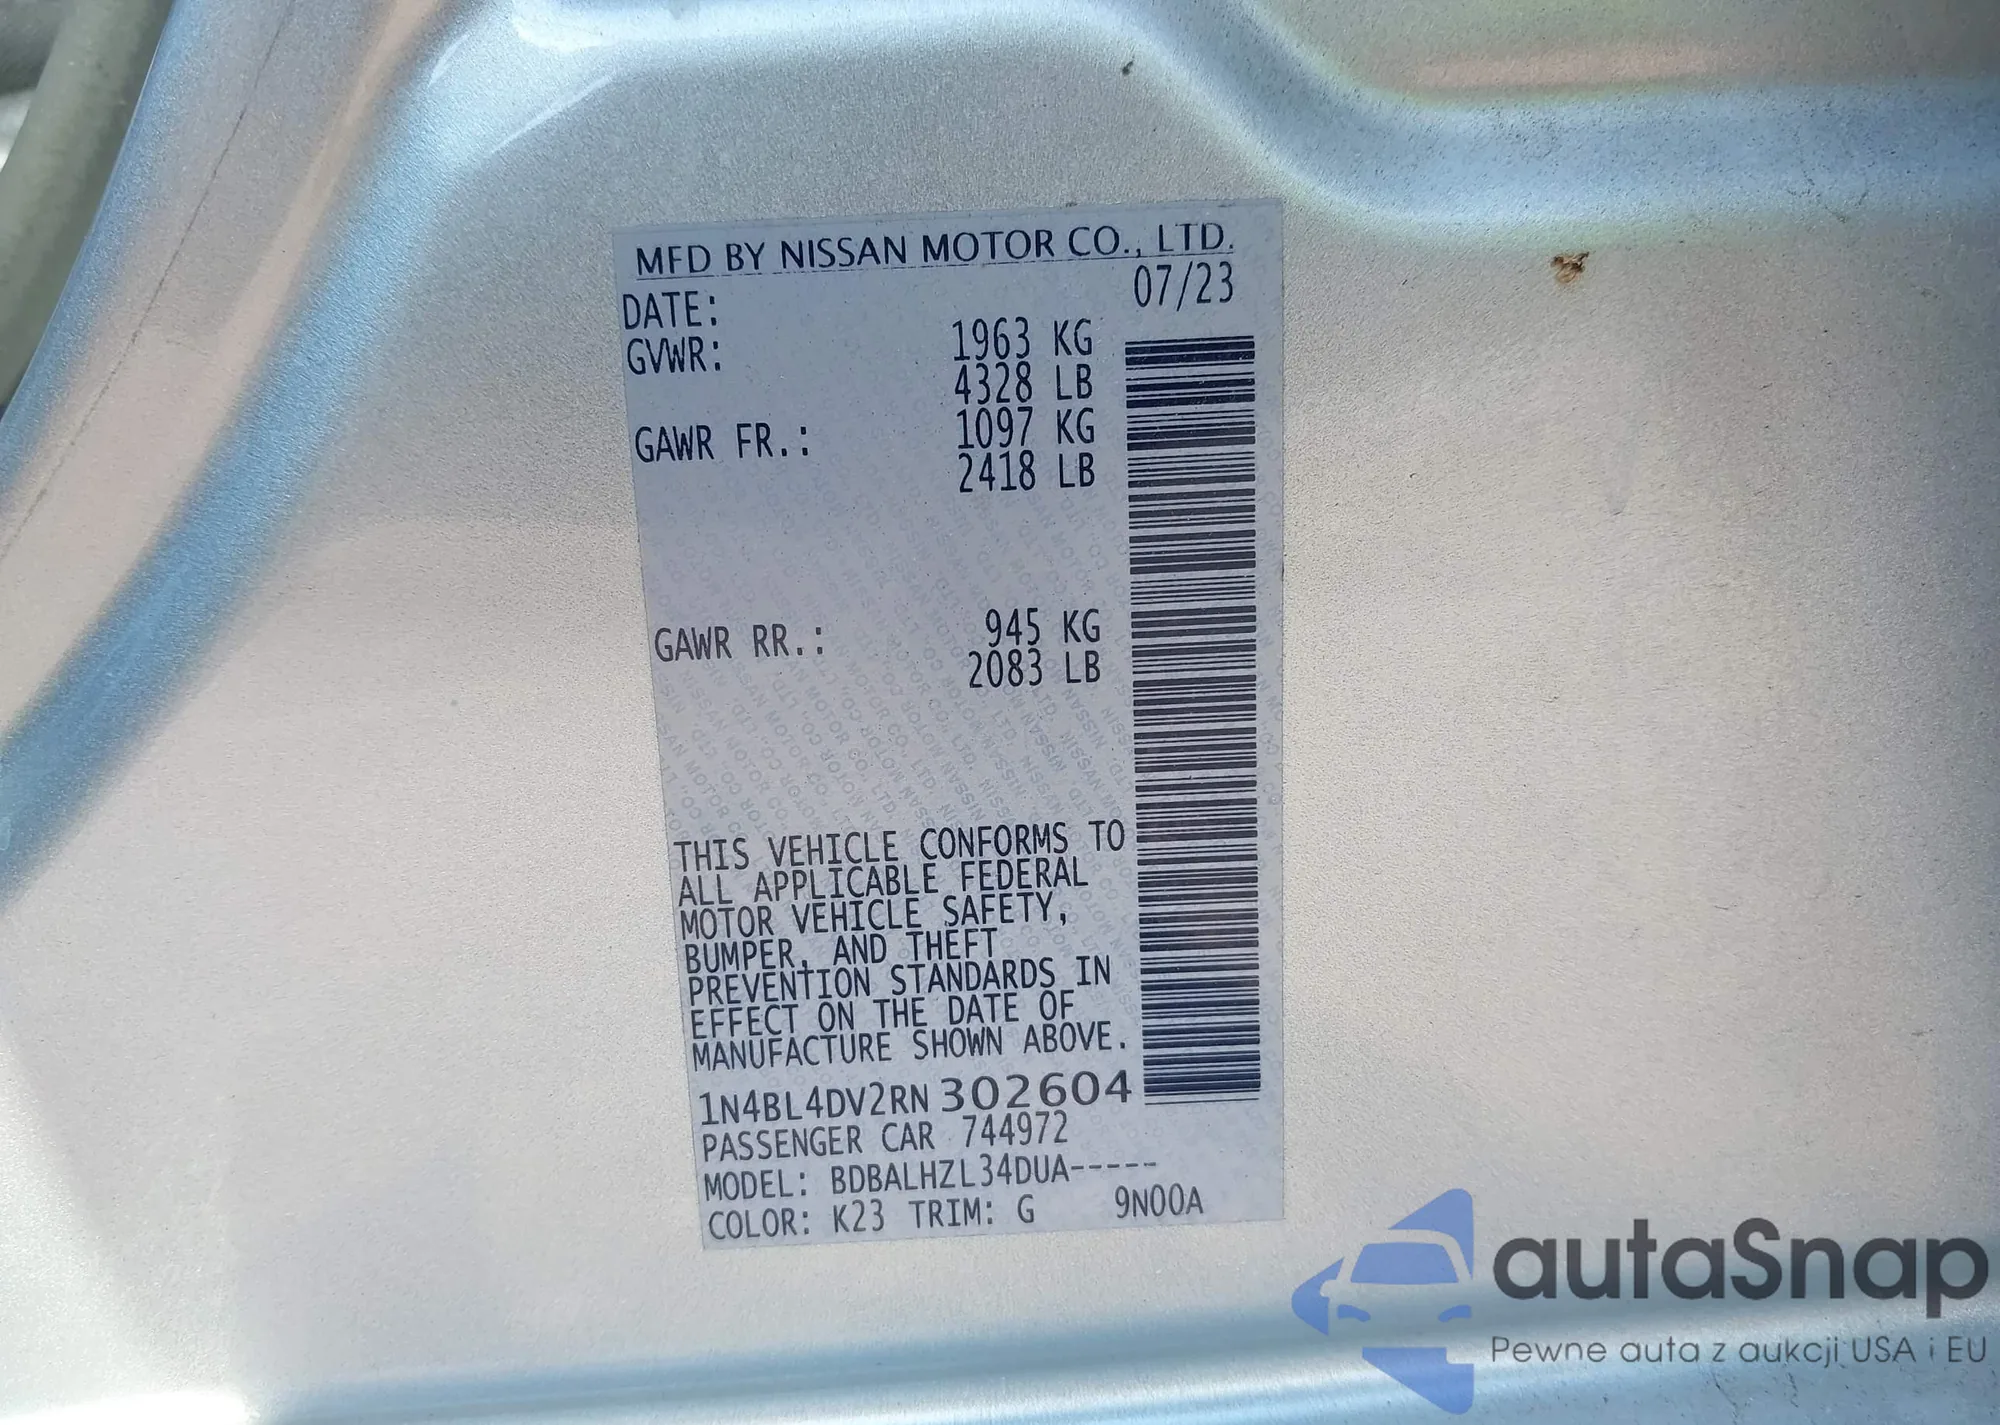 MFD BY NISSAN MOTOR CO., LTD.
DATE: 07/23
GVWR: 1963 KG
4328 LB
GAWR FR.: 1097 KG
2418 LB
GAWR RR.: 945 KG
2083 LB
THIS VEHICLE CONFORMS TO
ALL APPLICABLE FEDERAL
MOTOR VEHICLE SAFETY,
BUMPER, AND THEFT
PREVENTION STANDARDS IN
EFFECT ON THE DATE OF
MANUFACTURE SHOWN ABOVE.
1N4BL4DV2RN302604
PASSENGER CAR 744972
MODEL: BDBALHZL34DUA-----
COLOR: K23 TRIM: G 9N00A
autaSnap
Pewne auta z aukcji USA i EU